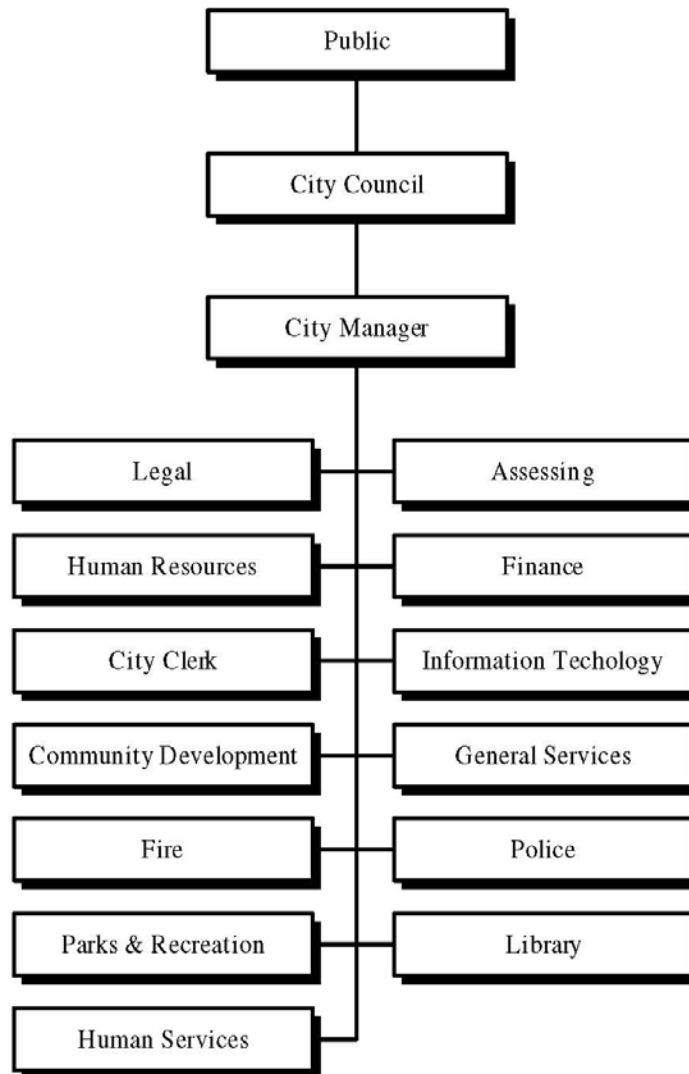 Public
City Council
City Manager
Legal
Assessing
Human Resources
Finance
City Clerk
Information Techology
Community Development
General Services
Fire
Police
Parks & Recreation
Library
Human Services